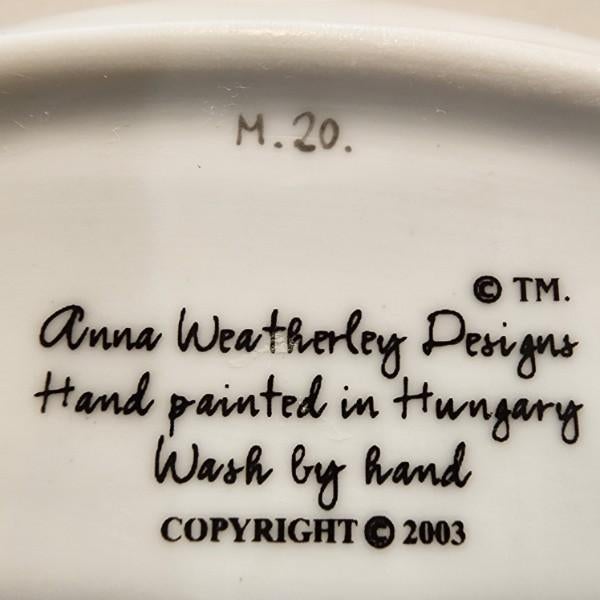 M.20.
© TM.
Anna Weatherley Designs
Hand painted in Hungary
Wash by hand
COPYRIGHT © 2003